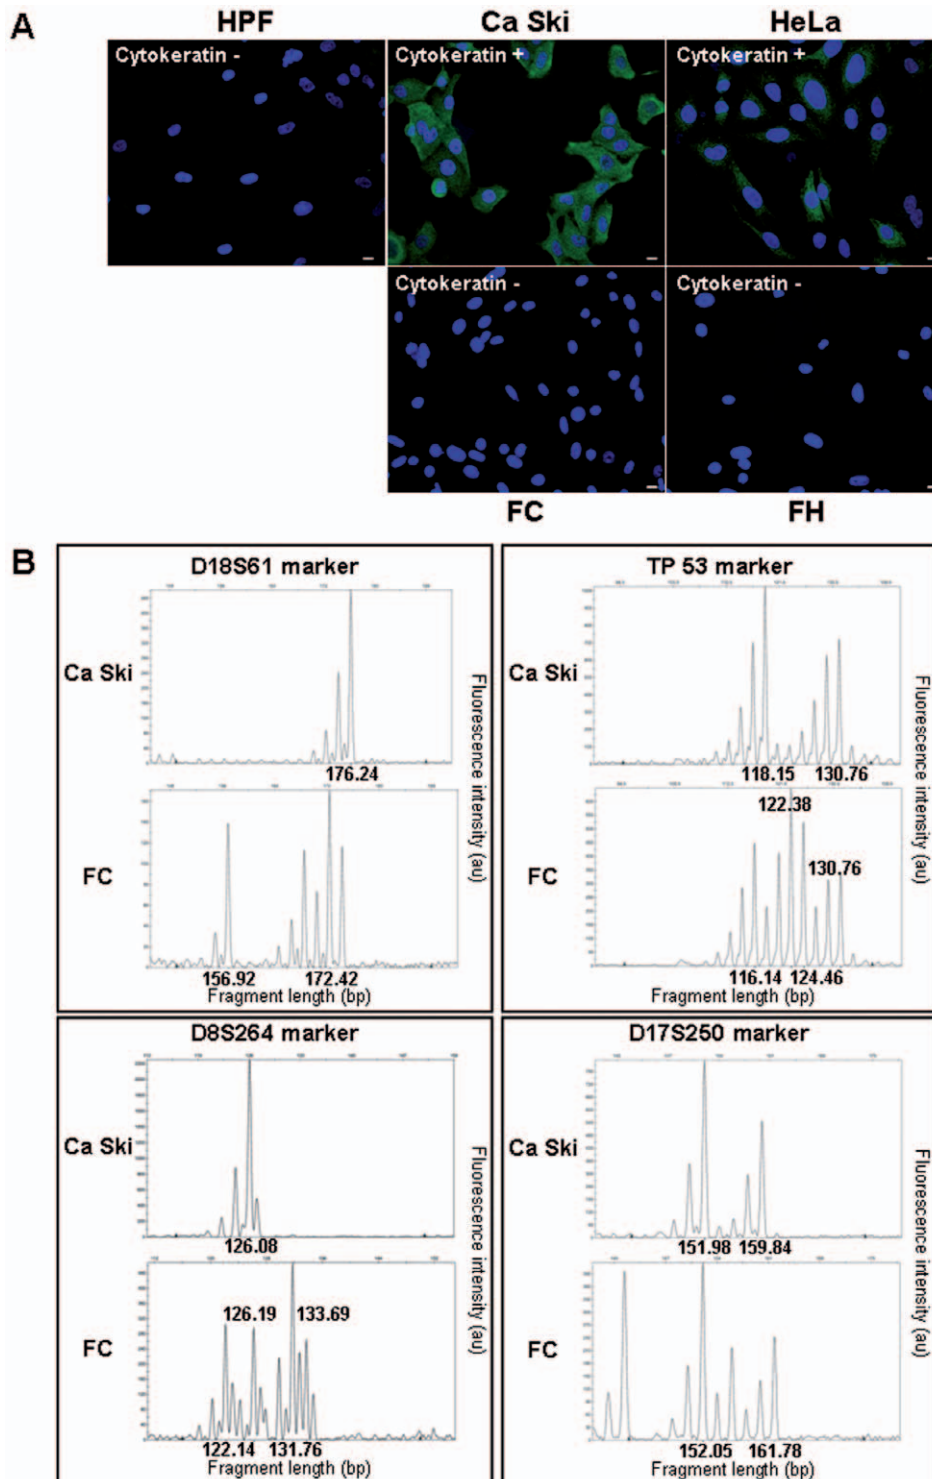 A
HPF
Ca Ski
HeLa
Cytokeratin -
Cytokeratin +
Cytokeratin +
Cytokeratin -
Cytokeratin -
FC
FH
B
D18S61 marker
Ca Ski
176.24
FC
156.92
172.42
Fragment length (bp)
Fluorescence intensity (au)
TP 53 marker
Ca Ski
118.15
130.76
FC
122.38
130.76
116.14
124.46
Fragment length (bp)
Fluorescence intensity (au)
D8S264 marker
Ca Ski
126.08
FC
126.19
133.69
122.14
131.76
Fragment length (bp)
Fluorescence intensity (au)
D17S250 marker
Ca Ski
151.98
159.84
FC
152.05
161.78
Fragment length (bp)
Fluorescence intensity (au)